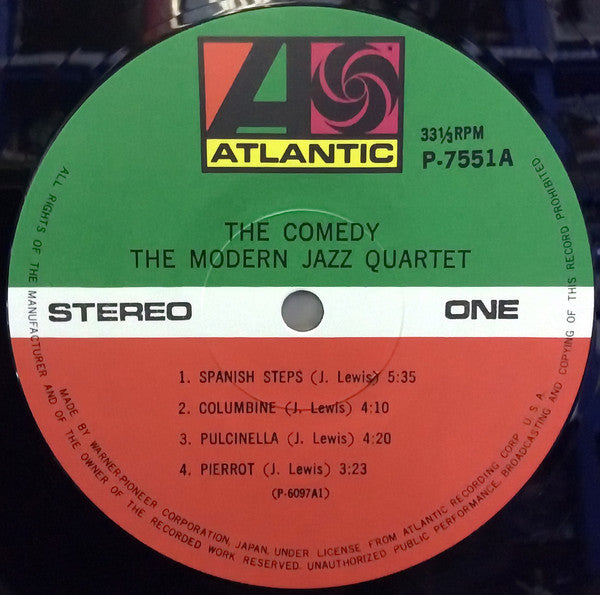 ATLANTIC
33⅓RPM
P-7551A
THE COMEDY
THE MODERN JAZZ QUARTET
STEREO
ONE
1. SPANISH STEPS (J. Lewis) 5:35
2. COLUMBINE (J. Lewis) 4:10
3. PULCINELLA (J. Lewis) 4:20
4. PIERROT (J. Lewis) 3:23
(P-6097A1)
ALL RIGHTS OF THE MANUFACTURER AND OF THE OWNER OF THE RECORDED WORK RESERVED. UNAUTHORIZED PUBLIC PERFORMANCE, BROADCASTING AND COPYING OF THIS RECORD PROHIBITED
MADE BY WARNER-PIONEER CORPORATION, JAPAN, UNDER LICENSE FROM ATLANTIC RECORDING CORP., U.S.A.